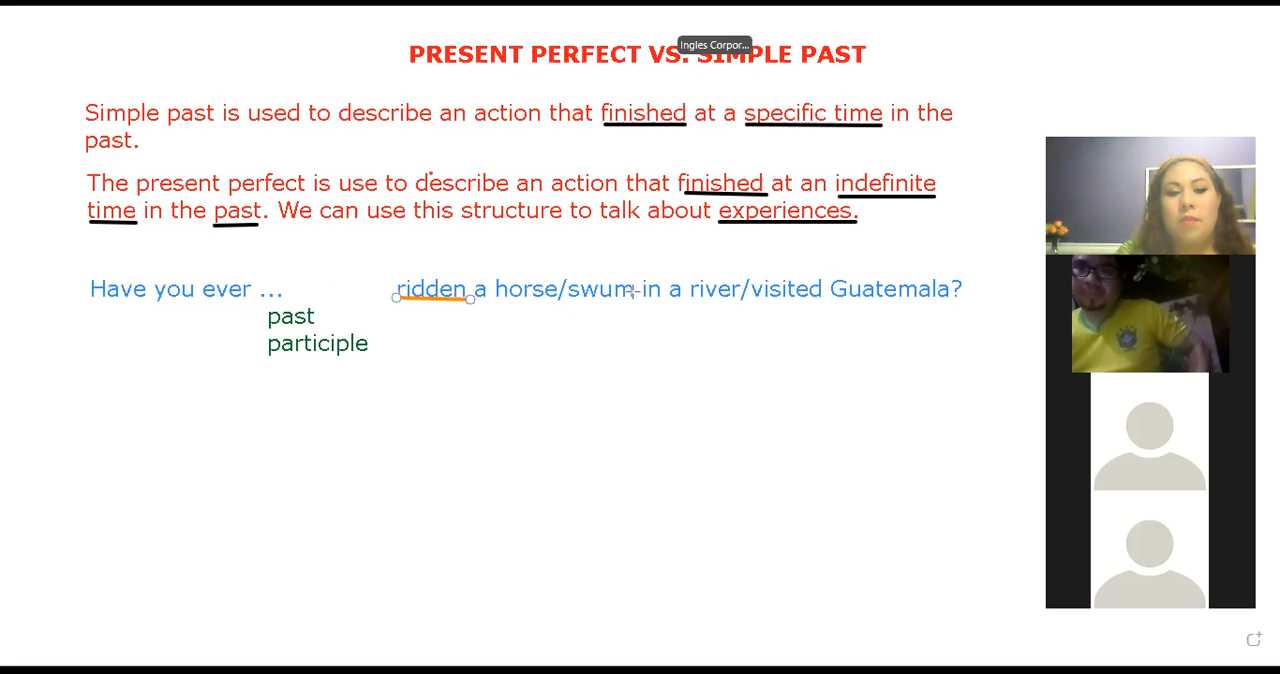 Ingles Corpor...
PRESENT PERFECT VS. SIMPLE PAST
Simple past is used to describe an action that finished at a specific time in the
past.
The present perfect is use to describe an action that finished at an indefinite
time in the past. We can use this structure to talk about experiences.
Have you ever ... ridden a horse/swum in a river/visited Guatemala?
past
participle